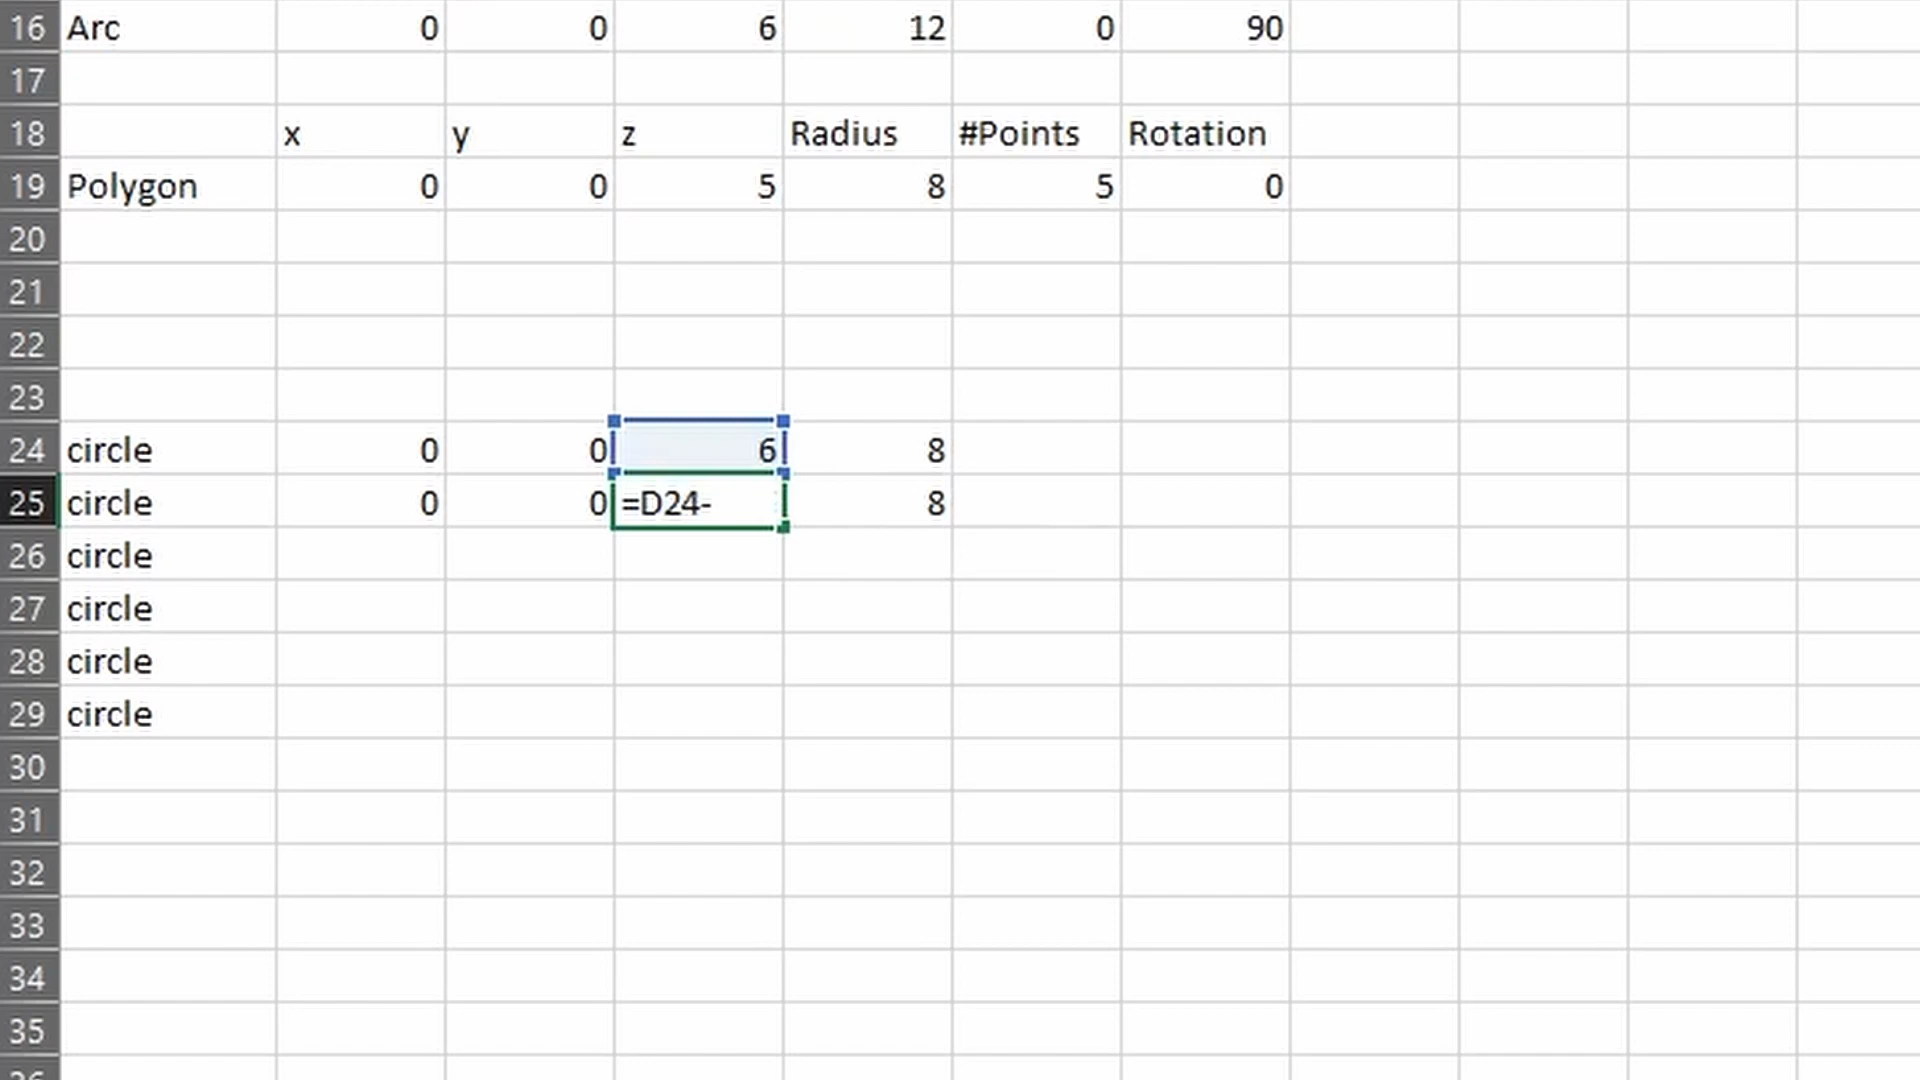 16 Arc 0 0 6 12 0 90
17
18 x y z Radius #Points Rotation
19 Polygon 0 0 5 8 5 0
20
21
22
23
24 circle 0 0 6 8
25 circle 0 0 =D24- 8
26 circle
27 circle
28 circle
29 circle
30
31
32
33
34
35
36